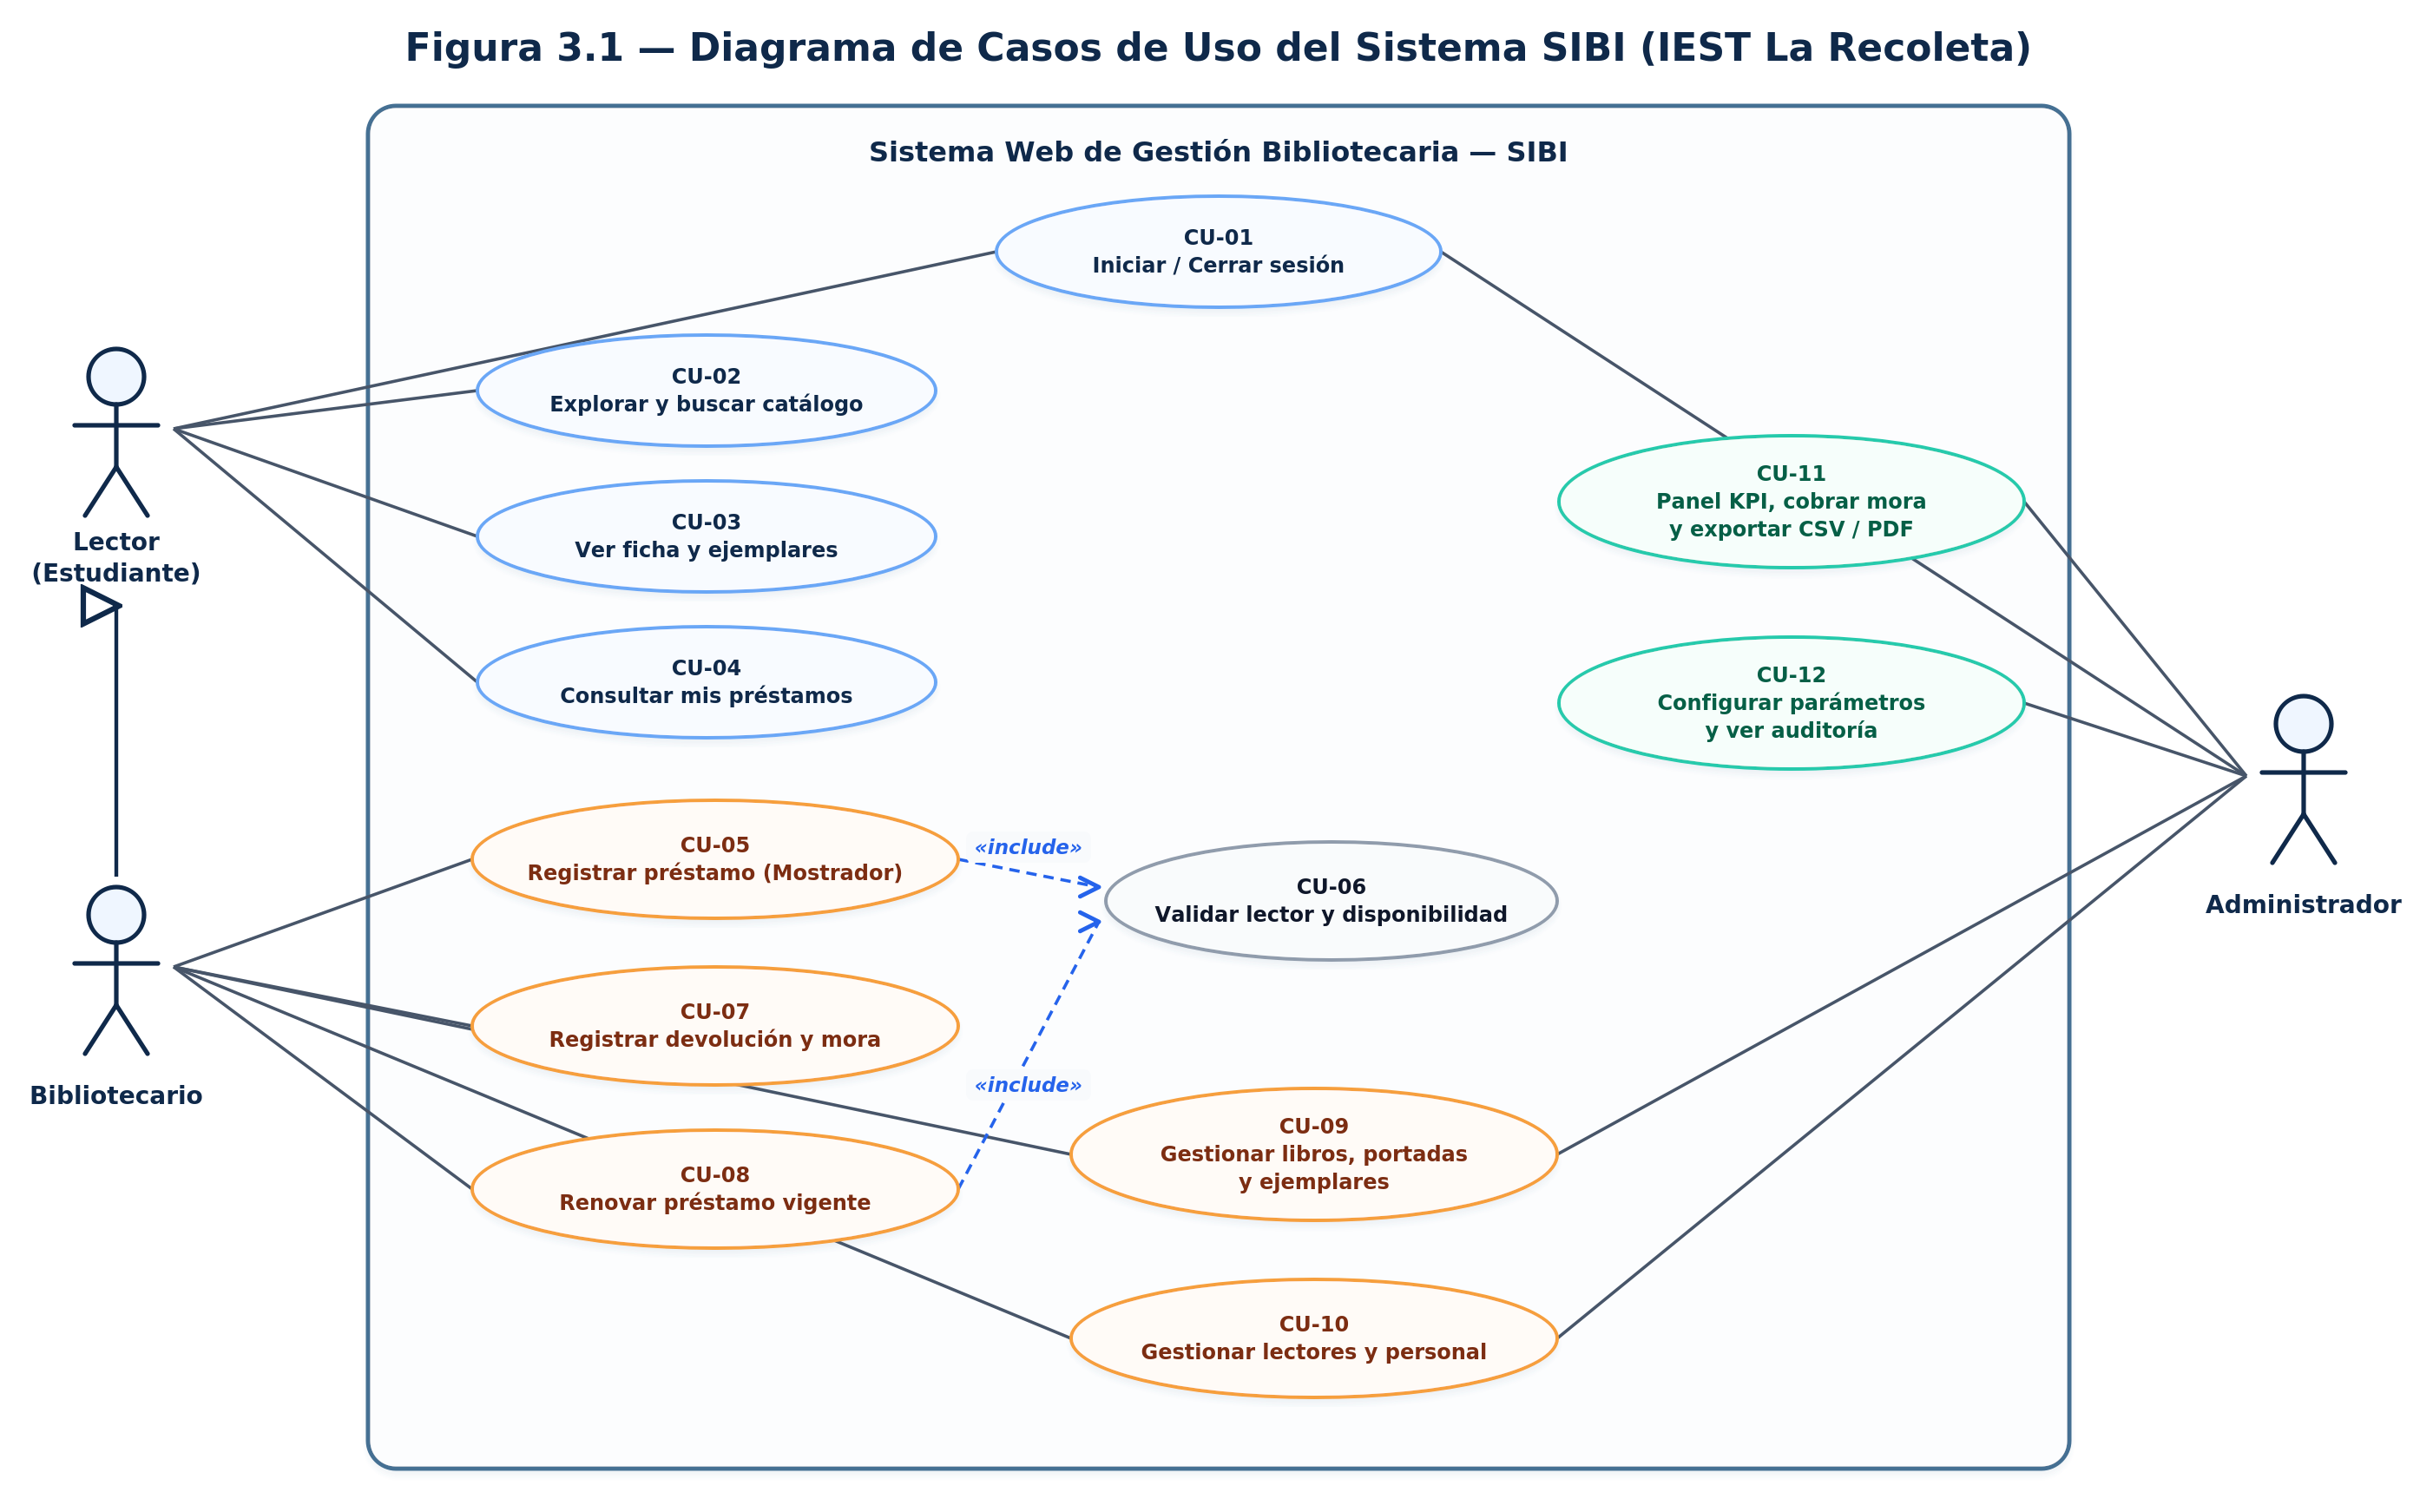 Figura 3.1 — Diagrama de Casos de Uso del Sistema SIBI (IEST La Recoleta)
Sistema Web de Gestión Bibliotecaria — SIBI
CU-01
Iniciar / Cerrar sesión
CU-02
Explorar y buscar catálogo
CU-03
Ver ficha y ejemplares
CU-04
Consultar mis préstamos
CU-11
Panel KPI, cobrar mora
y exportar CSV / PDF
CU-12
Configurar parámetros
y ver auditoría
Lector
(Estudiante)
CU-05
Registrar préstamo (Mostrador)
«include»
CU-06
Validar lector y disponibilidad
Administrador
CU-07
Registrar devolución y mora
«include»
Bibliotecario
CU-08
Renovar préstamo vigente
CU-09
Gestionar libros, portadas
y ejemplares
CU-10
Gestionar lectores y personal